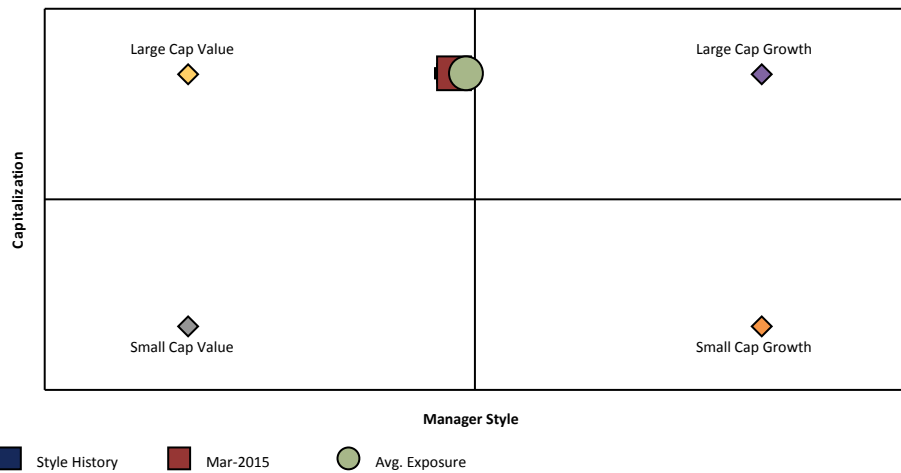 Large Cap Value
Large Cap Growth
Capitalization
Small Cap Value
Small Cap Growth
Manager Style
Style History
Mar-2015
Avg. Exposure